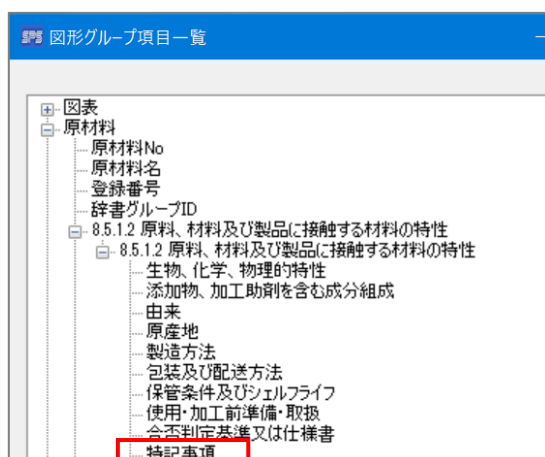 SPS 図形グループ項目一覧
図表
原材料
原材料No
原材料名
登録番号
辞書グループID
8.5.1.2 原料、材料及び製品に接触する材料の特性
8.5.1.2 原料、材料及び製品に接触する材料の特性
生物、化学、物理的特性
添加物、加工助剤を含む成分組成
由来
原産地
製造方法
包装及び配送方法
保管条件及びシェルフライフ
使用・加工前準備・取扱
合否判定基準又は仕様書
特記事項